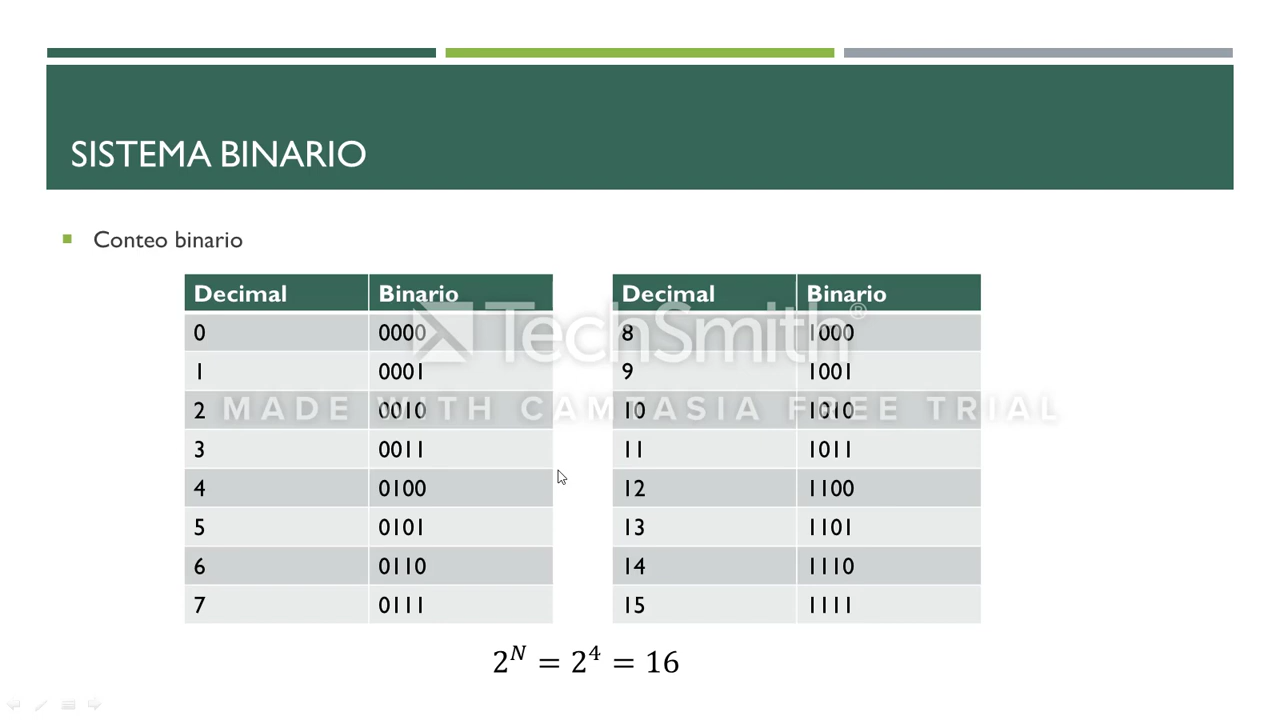 SISTEMA BINARIO
Conteo binario
Decimal Binario
0 0000
1 0001
2 0010
3 0011
4 0100
5 0101
6 0110
7 0111
Decimal Binario
8 1000
9 1001
10 1010
11 1011
12 1100
13 1101
14 1110
15 1111
TechSmith®
MADE WITH CAMTASIA FREE TRIAL
2^N = 2^4 = 16